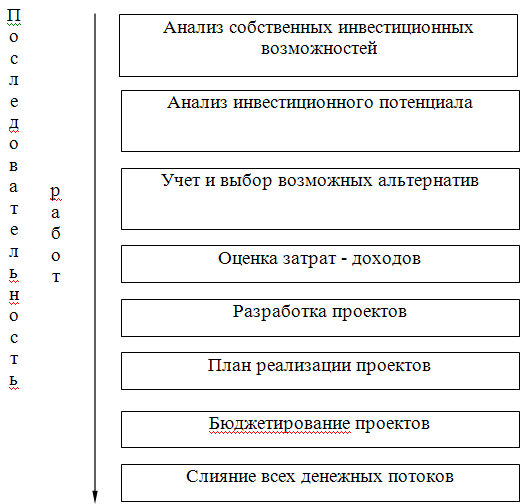 Последовательность
работ
Анализ собственных инвестиционных
возможностей
Анализ инвестиционного потенциала
Учет и выбор возможных альтернатив
Оценка затрат - доходов
Разработка проектов
План реализации проектов
Бюджетирование проектов
Слияние всех денежных потоков